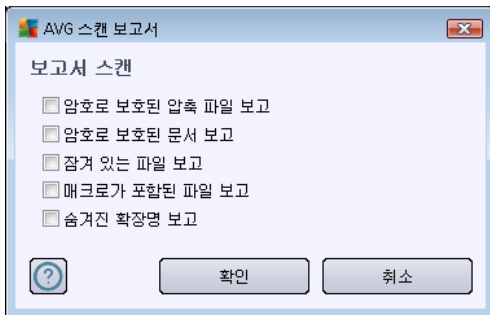 AVG 스캔 보고서
보고서 스캔
암호로 보호된 압축 파일 보고
암호로 보호된 문서 보고
잠겨 있는 파일 보고
매크로가 포함된 파일 보고
숨겨진 확장명 보고
?
확인
취소